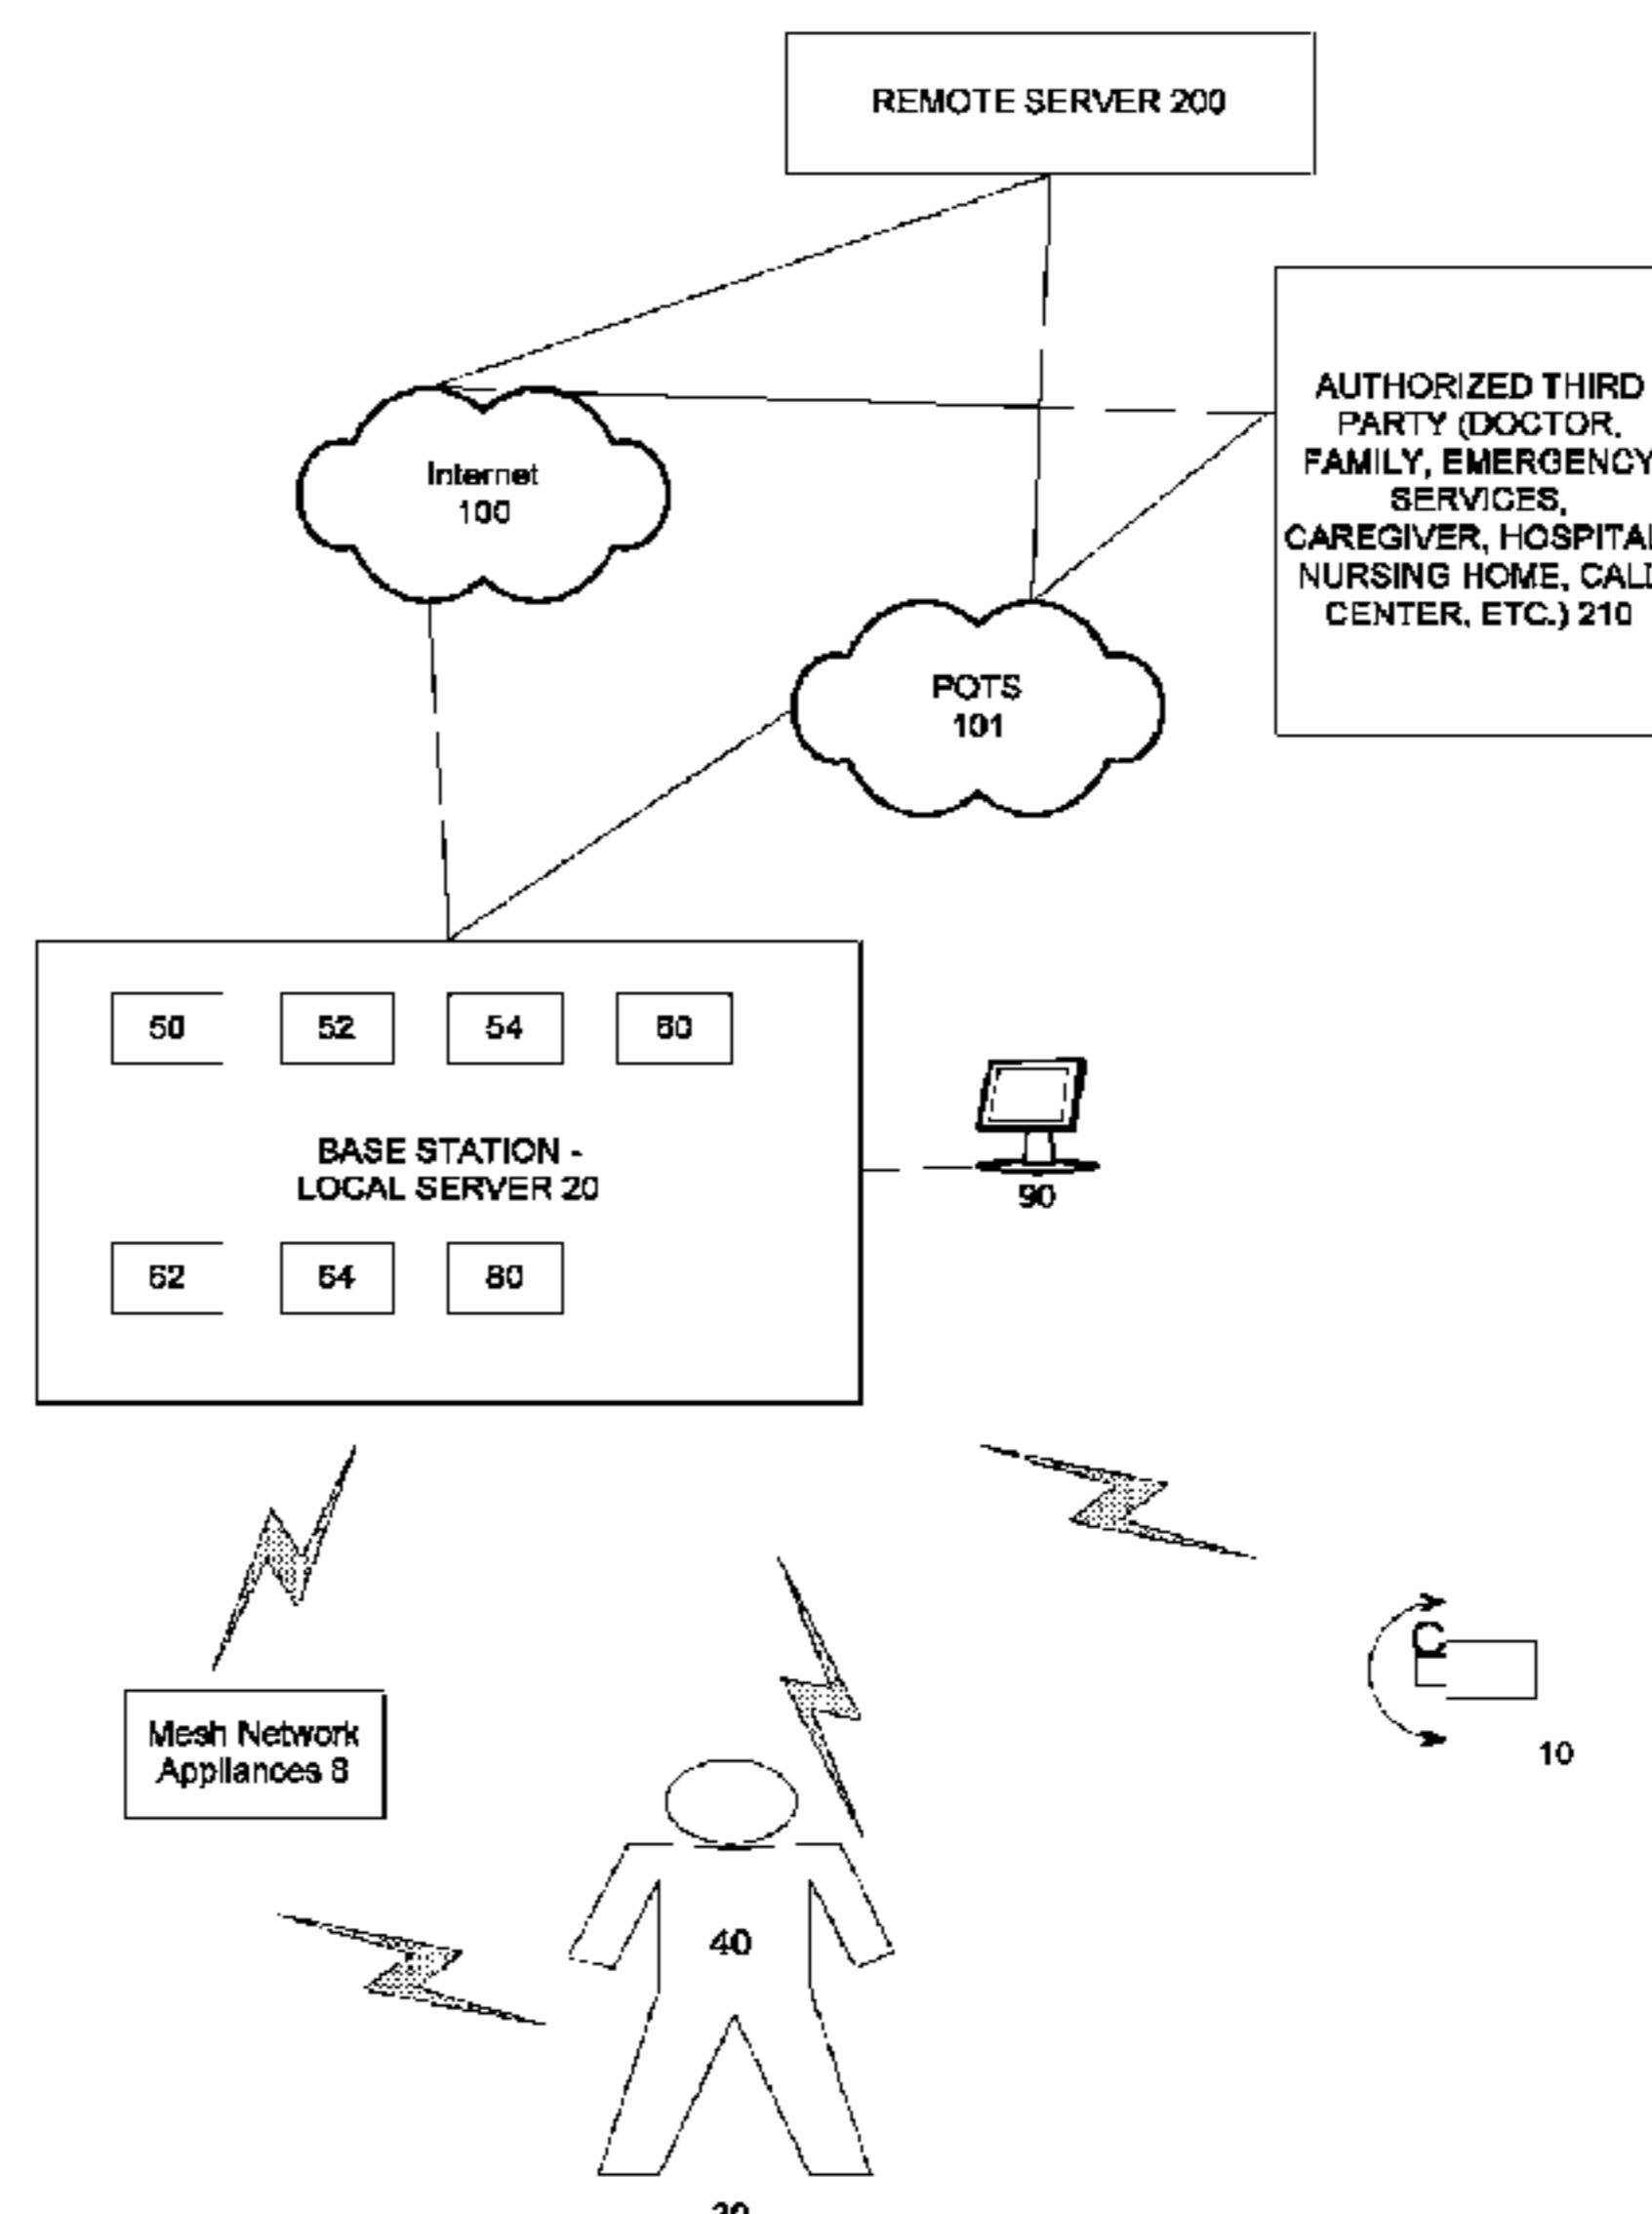 REMOTE SERVER 200
AUTHORIZED THIRD
PARTY (DOCTOR,
FAMILY, EMERGENCY
SERVICES,
CAREGIVER, HOSPITAL
NURSING HOME, CALL
CENTER, ETC.) 210
Internet
100
POTS
101
50 52 54 60
BASE STATION -
LOCAL SERVER 20
90
62 64 80
Mesh Network
Appliances 8
C
10
40